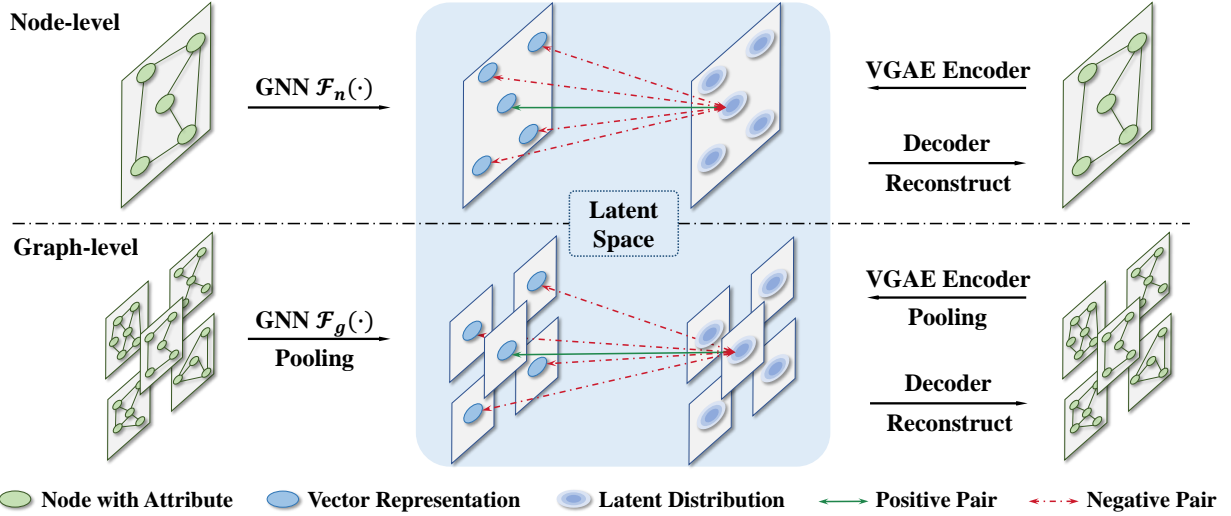 Node-level
GNN 𝓕ₙ(·)
VGAE Encoder
Decoder
Reconstruct
Latent
Space
Graph-level
GNN 𝓕g(·)
Pooling
VGAE Encoder
Pooling
Decoder
Reconstruct
Node with Attribute
Vector Representation
Latent Distribution
Positive Pair
Negative Pair